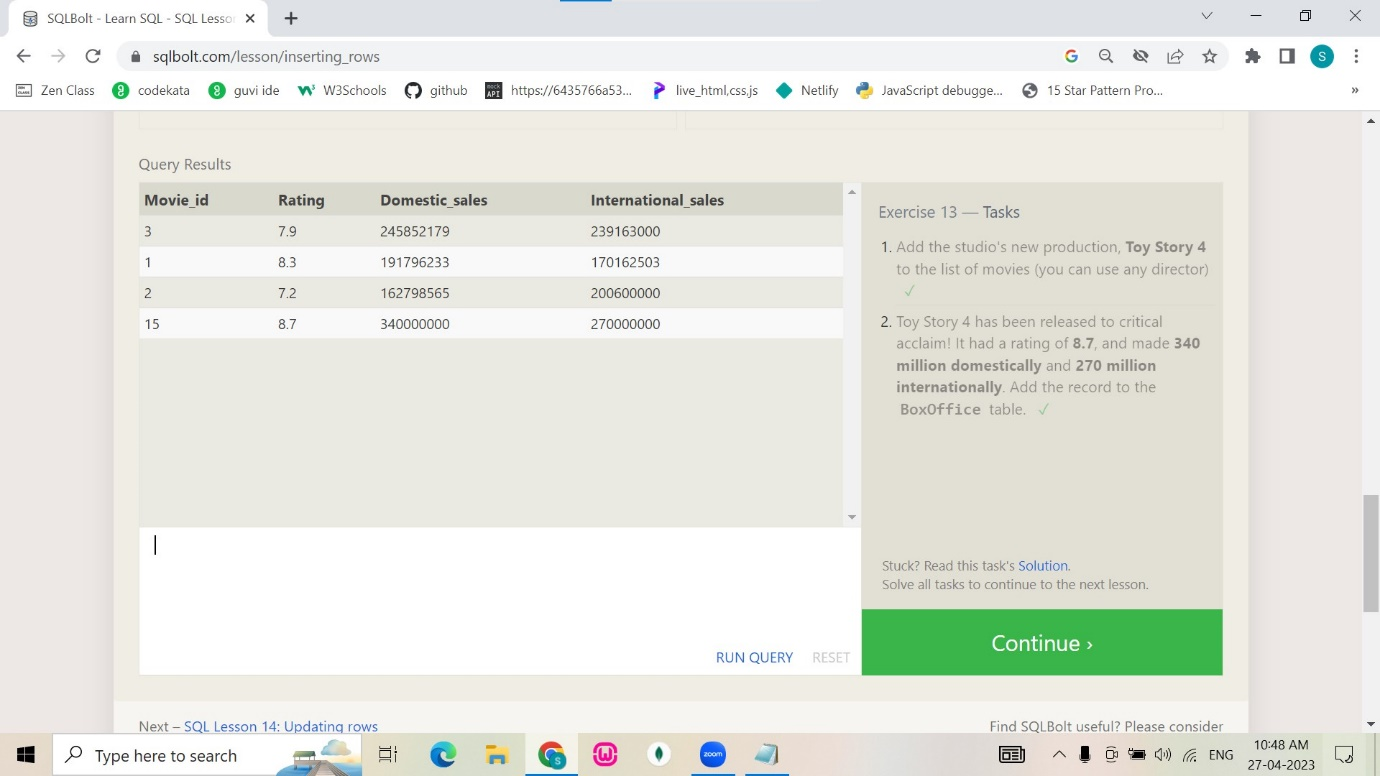 SQLBolt - Learn SQL - SQL Lesso
sqlbolt.com/lesson/inserting_rows
S
Zen Class codekata guvi ide W3Schools github https://6435766a53... live_html,css,js Netlify JavaScript debugge... 15 Star Pattern Pro... »
Query Results
Movie_id Rating Domestic_sales International_sales
3 7.9 245852179 239163000
1 8.3 191796233 170162503
2 7.2 162798565 200600000
15 8.7 340000000 270000000
Exercise 13 — Tasks
1. Add the studio's new production, Toy Story 4
to the list of movies (you can use any director)
✓
2. Toy Story 4 has been released to critical
acclaim! It had a rating of 8.7, and made 340
million domestically and 270 million
internationally. Add the record to the
BoxOffice table. ✓
Stuck? Read this task's Solution.
Solve all tasks to continue to the next lesson.
RUN QUERY RESET
Continue ›
Next – SQL Lesson 14: Updating rows
Find SQLBolt useful? Please consider
Type here to search
zoom
ENG
10:48 AM
27-04-2023